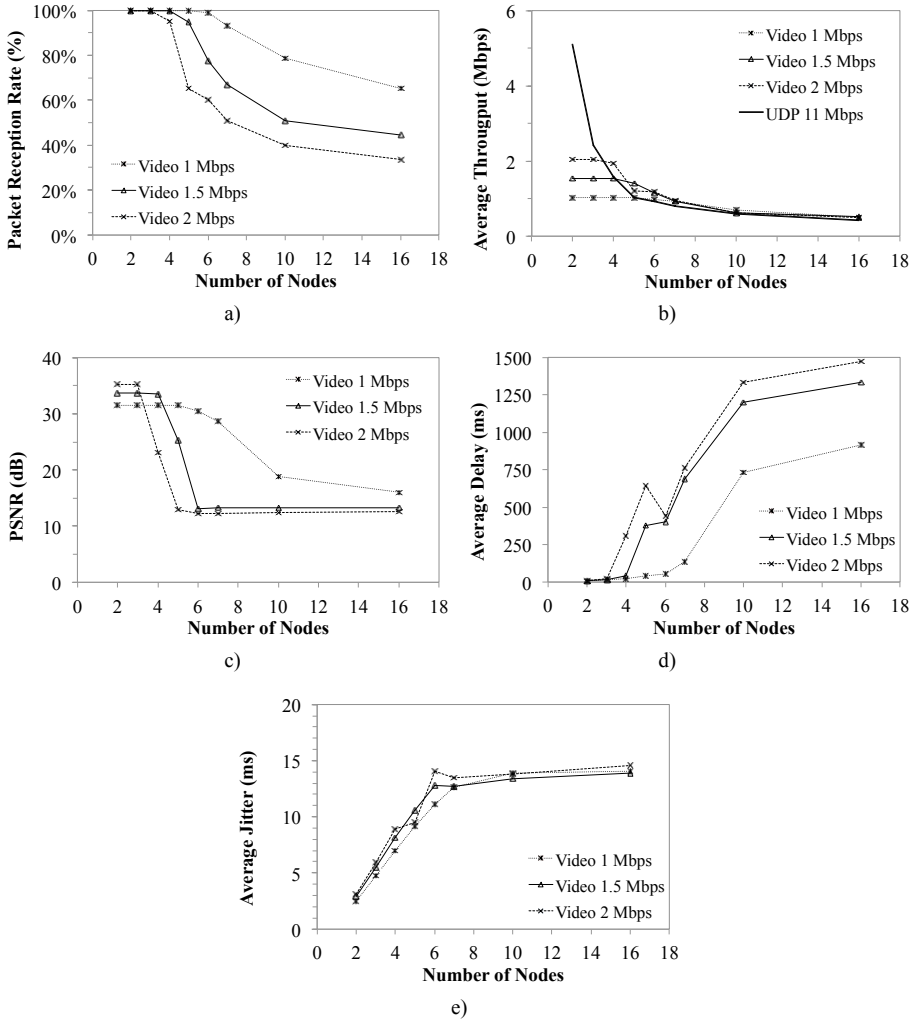 Packet Reception Rate (%)
100%
80%
60%
40%
20%
0%
Video 1 Mbps
Video 1.5 Mbps
Video 2 Mbps
0 2 4 6 8 10 12 14 16 18
Number of Nodes
a)
Average Througput (Mbps)
6
4
2
0
Video 1 Mbps
Video 1.5 Mbps
Video 2 Mbps
UDP 11 Mbps
0 2 4 6 8 10 12 14 16 18
Number of Nodes
b)
PSNR (dB)
40
30
20
10
0
Video 1 Mbps
Video 1.5 Mbps
Video 2 Mbps
0 2 4 6 8 10 12 14 16 18
Number of Nodes
c)
Average Delay (ms)
1500
1250
1000
750
500
250
0
Video 1 Mbps
Video 1.5 Mbps
Video 2 Mbps
0 2 4 6 8 10 12 14 16 18
Number of Nodes
d)
Average Jitter (ms)
20
15
10
5
0
Video 1 Mbps
Video 1.5 Mbps
Video 2 Mbps
0 2 4 6 8 10 12 14 16 18
Number of Nodes
e)